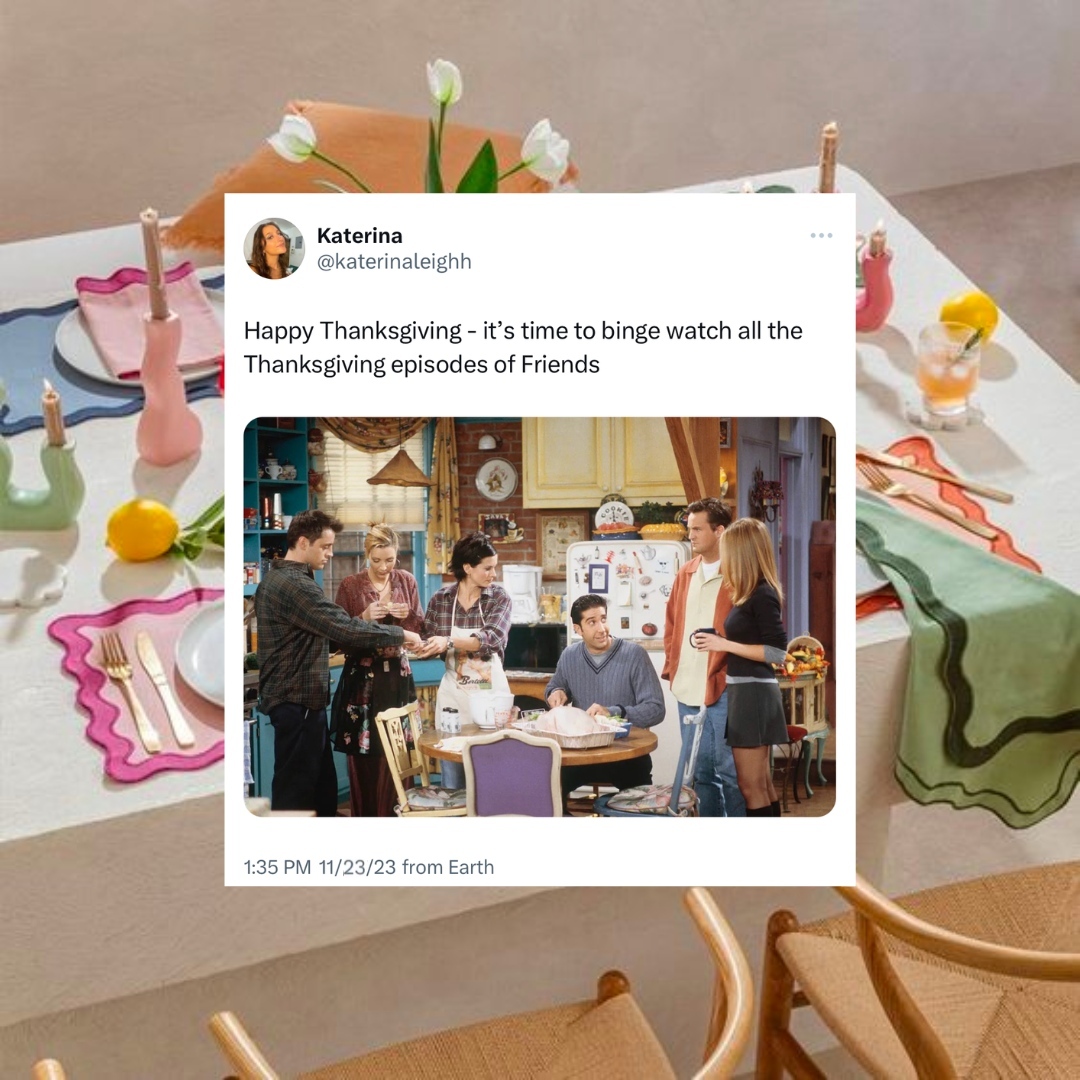 Katerina
@katerinaleighh
Happy Thanksgiving - it's time to binge watch all the
Thanksgiving episodes of Friends
COOKIE
1:35 PM 11/23/23 from Earth